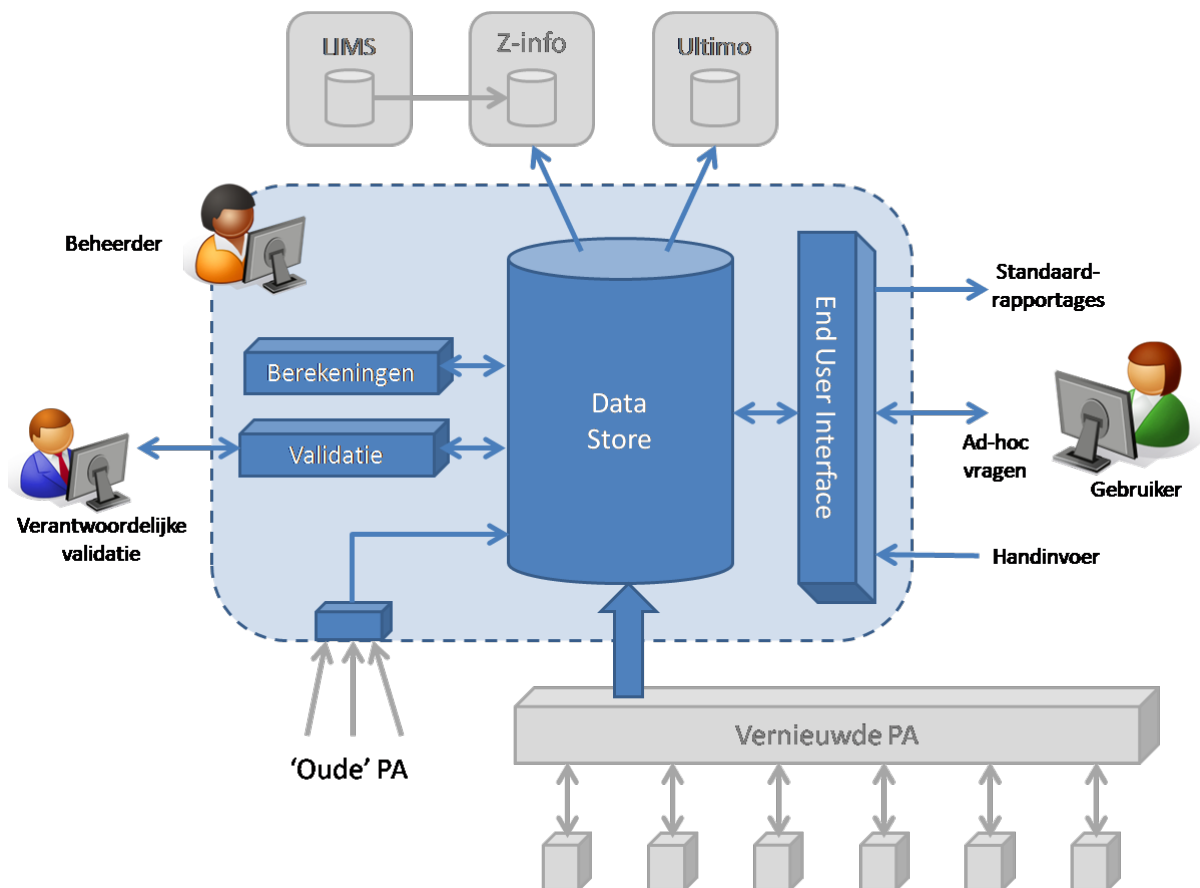 LIMS
Z-info
Ultimo
Beheerder
Standaard-
rapportages
End User Interface
Berekeningen
Data
Store
Validatie
Ad-hoc
vragen
Gebruiker
Verantwoordelijke
validatie
Handinvoer
Vernieuwde PA
‘Oude’ PA